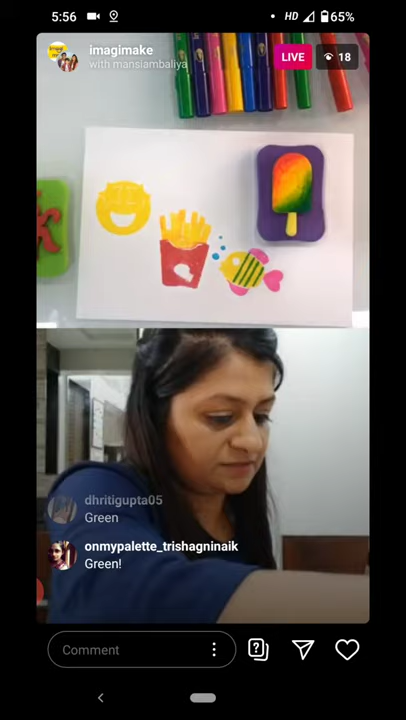 5:56
HD
65%
imagimake
with mansiambaliya
LIVE
18
dhritigupta05
Green
onmypalette_trishagninaik
Green!
Comment